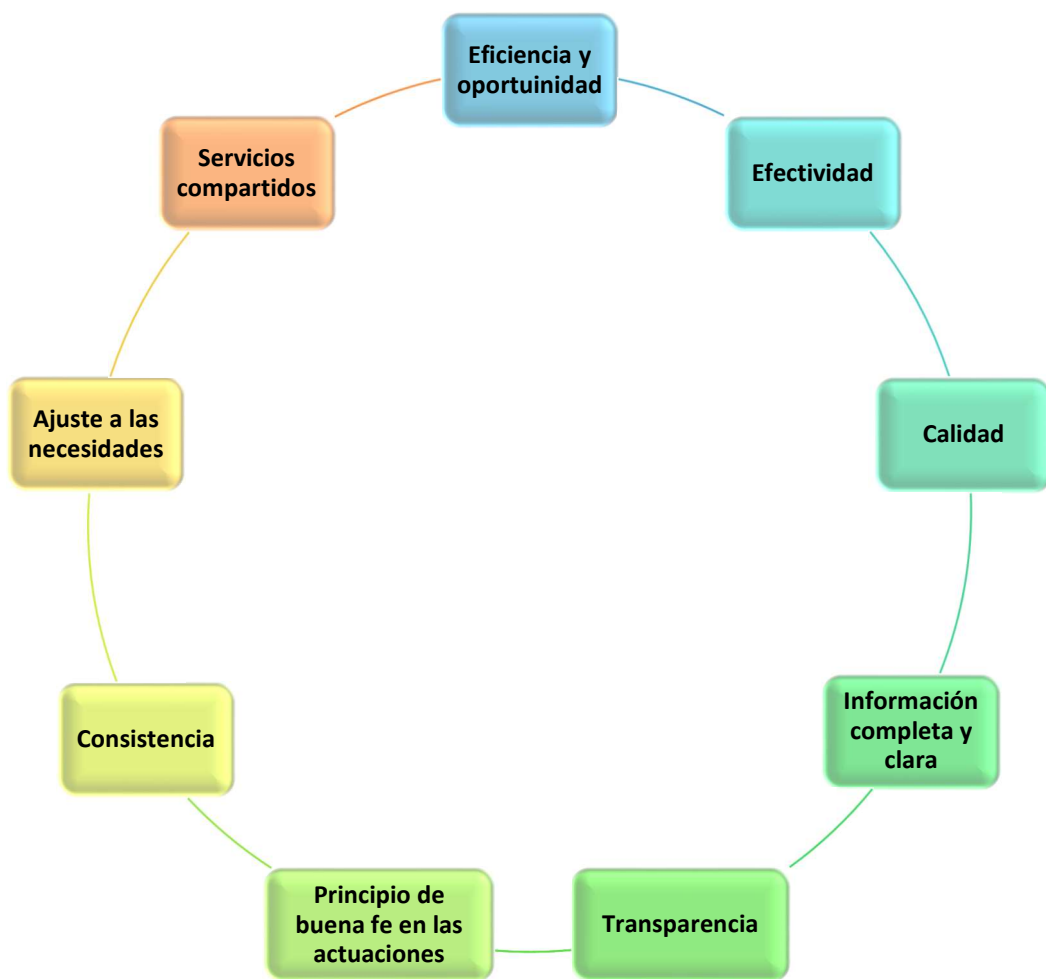 Eficiencia y
oportuinidad
Efectividad
Calidad
Información
completa y
clara
Transparencia
Principio de
buena fe en las
actuaciones
Consistencia
Ajuste a las
necesidades
Servicios
compartidos